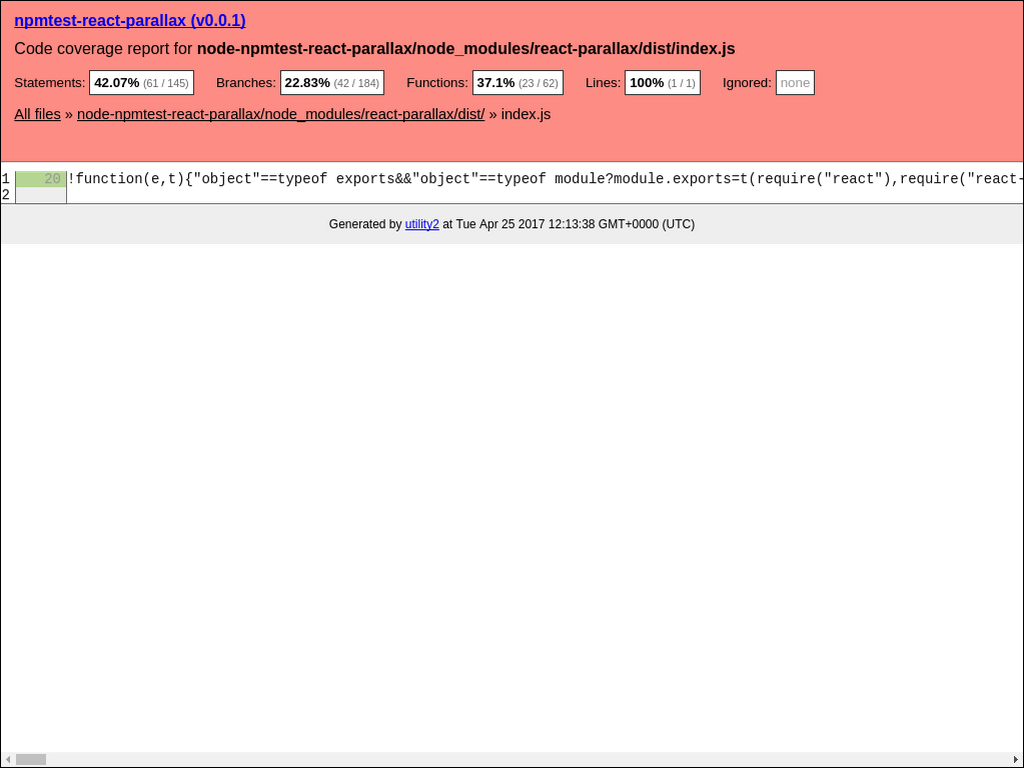 npmtest-react-parallax (v0.0.1)
Code coverage report for node-npmtest-react-parallax/node_modules/react-parallax/dist/index.js
Statements: 42.07% (61 / 145) Branches: 22.83% (42 / 184) Functions: 37.1% (23 / 62) Lines: 100% (1 / 1) Ignored: none
All files » node-npmtest-react-parallax/node_modules/react-parallax/dist/ » index.js
1 20 !function(e,t){"object"==typeof exports&&"object"==typeof module?module.exports=t(require("react"),require("react-
2
Generated by utility2 at Tue Apr 25 2017 12:13:38 GMT+0000 (UTC)